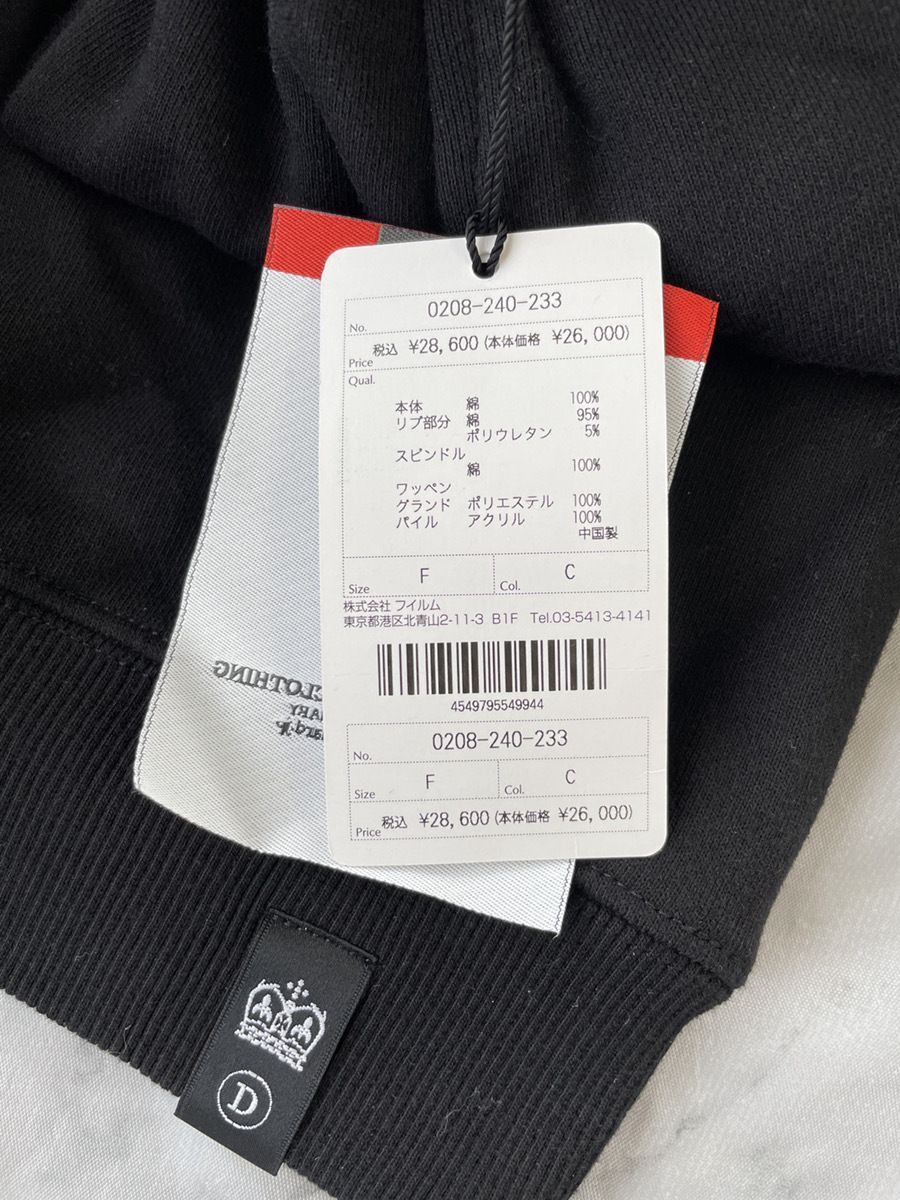 No. 0208-240-233
Price 税込 ¥28,600 (本体価格 ¥26,000)
Qual.
本体 綿 100%
リブ部分 綿 95%
ポリウレタン 5%
スピンドル
綿 100%
ワッペン
グランド ポリエステル 100%
パイル アクリル 100%
中国製
Size F Col. C
株式会社 フイルム
東京都港区北青山2-11-3 B1F Tel.03-5413-4141
4549795549944
No. 0208-240-233
Size F Col. C
Price 税込 ¥28,600 (本体価格 ¥26,000)
CLOTHING
D